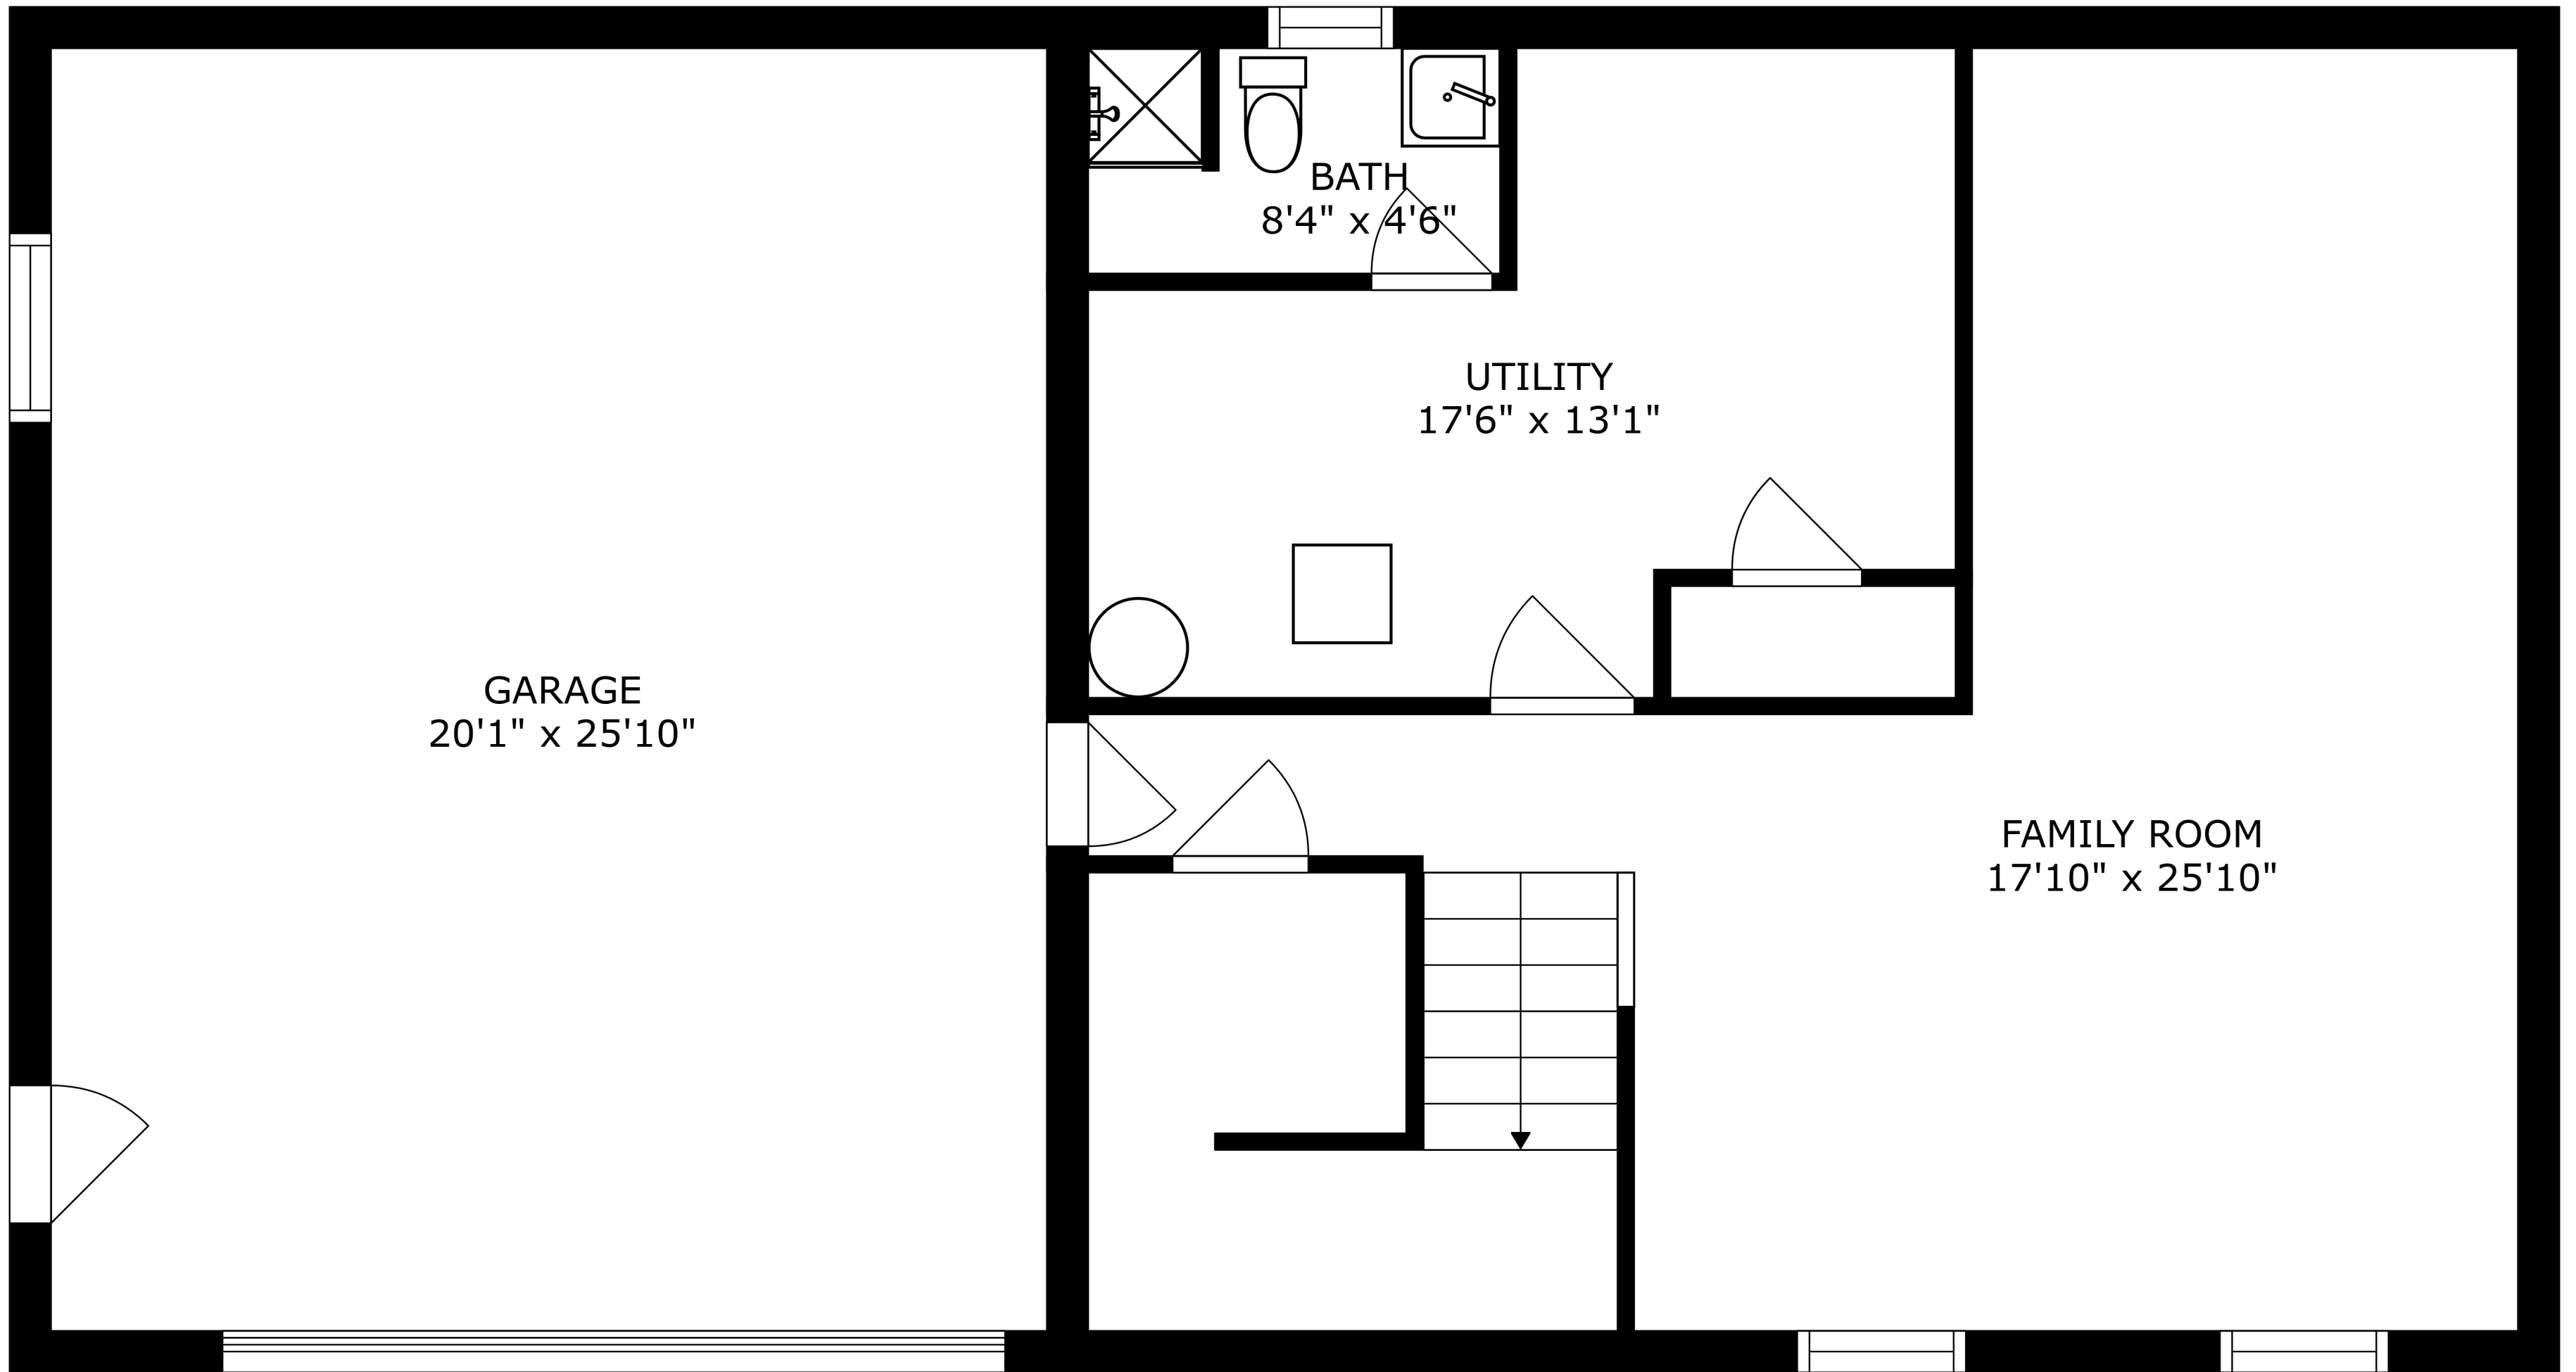 BATH
8'4" x 4'6"
UTILITY
17'6" x 13'1"
GARAGE
20'1" x 25'10"
FAMILY ROOM
17'10" x 25'10"